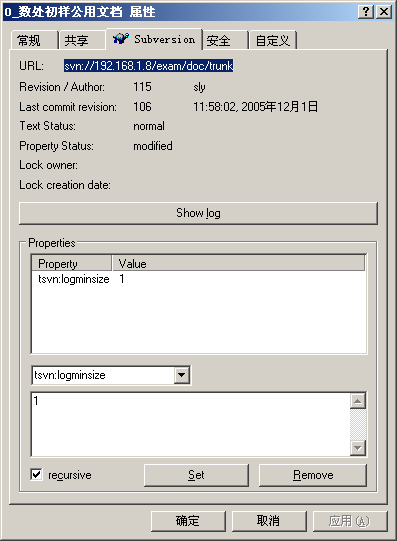 0_数处初样公用文档 属性
常规 共享 Subversion 安全 自定义
URL: svn://192.168.1.8/exam/doc/trunk
Revision / Author: 115 sly
Last commit revision: 106 11:58:02, 2005年12月1日
Text Status: normal
Property Status: modified
Lock owner:
Lock creation date:
Show log
Properties
Property Value
tsvn:logminsize 1
tsvn:logminsize
1
recursive Set Remove
确定 取消 应用(A)